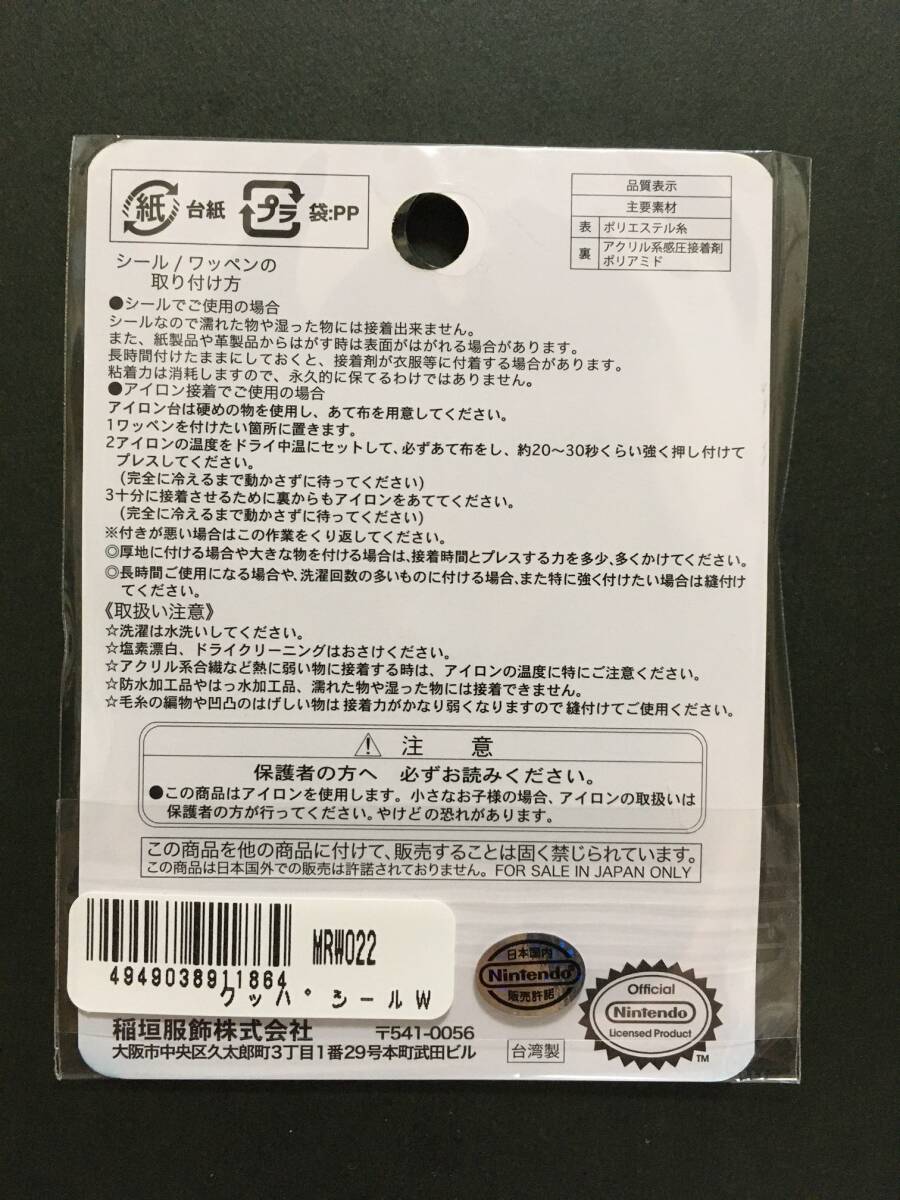 紙 台紙 プラ 袋:PP
品質表示
主要素材
表 ポリエステル糸
裏 アクリル系感圧接着剤
ポリアミド
シール / ワッペンの
取り付け方
●シールでご使用の場合
シールなので濡れた物や湿った物には接着出来ません。
また、紙製品や革製品からはがす時は表面がはがれる場合があります。
長時間付けたままにしておくと、接着剤が衣服等に付着する場合があります。
粘着力は消耗しますので、永久的に保てるわけではありません。
●アイロン接着でご使用の場合
アイロン台は硬めの物を使用し、あて布を用意してください。
1ワッペンを付けたい箇所に置きます。
2アイロンの温度をドライ中温にセットして、必ずあて布をし、約20〜30秒くらい強く押し付けて
プレスしてください。
(完全に冷えるまで動かさずに待ってください)
3十分に接着させるために裏からもアイロンをあててください。
(完全に冷えるまで動かさずに待ってください)
※付きが悪い場合はこの作業をくり返してください。
◎厚地に付ける場合や大きな物を付ける場合は、接着時間とプレスする力を多少、多くかけてください。
◎長時間ご使用になる場合や、洗濯回数の多いものに付ける場合、また特に強く付けたい場合は縫付け
てください。
《取扱い注意》
☆洗濯は水洗いしてください。
☆塩素漂白、ドライクリーニングはおさけください。
☆アクリル系合繊など熱に弱い物に接着する時は、アイロンの温度に特にご注意ください。
☆防水加工品やはっ水加工品、濡れた物や湿った物には接着できません。
☆毛糸の編物や凹凸のはげしい物は接着力がかなり弱くなりますので縫付けてご使用ください。
⚠ 注 意
保護者の方へ 必ずお読みください。
●この商品はアイロンを使用します。小さなお子様の場合、アイロンの取扱いは
保護者の方が行ってください。やけどの恐れがあります。
この商品を他の商品に付けて、販売することは固く禁じられています。
この商品は日本国外での販売は許諾されておりません。FOR SALE IN JAPAN ONLY
MRW022
4949038911864
クッパ シールW
日本国内
Nintendo
販売許諾
Official
Nintendo
Licensed Product
TM
稲垣服飾株式会社 〒541-0056
大阪市中央区久太郎町3丁目1番29号本町武田ビル
台湾製